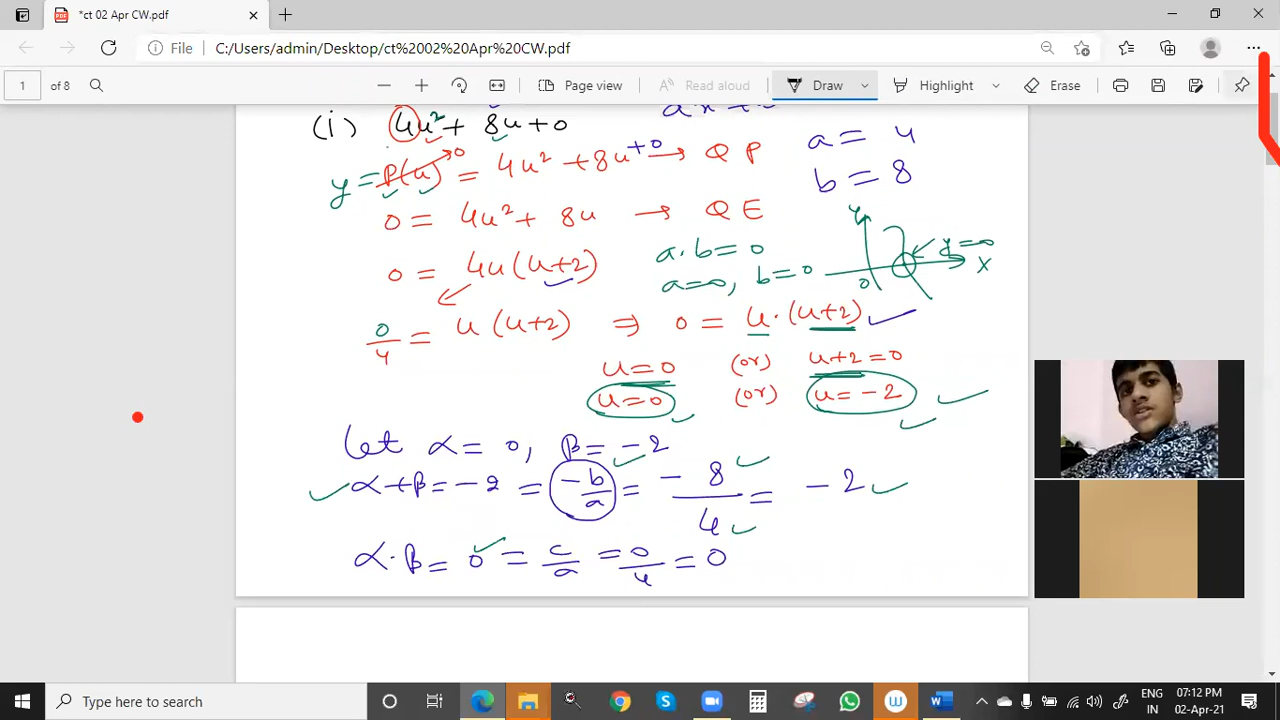 *ct 02 Apr CW.pdf
File C:/Users/admin/Desktop/ct%2002%20Apr%20CW.pdf
1 of 8 Page view Read aloud Draw Highlight Erase
(i) 4u² + 8u + 0
a = 4
y = P(u) = 4u² + 8u + 0 → Q P
0
b = 8
0 = 4u² + 8u → Q E
y
a.b = 0
y = 0
0 = 4u(u+2)
a=0, b=0
0
X
0/4 = u(u+2) ⇒ 0 = u·(u+2)
u = 0 (or) u+2 = 0
u = 0 (or) u = -2
let α = 0, β = -2
α+β = -2 = -b/a = -8/4 = -2
α·β = 0 = c/a = 0/4 = 0
Type here to search
ENG 07:12 PM
IN 02-Apr-21